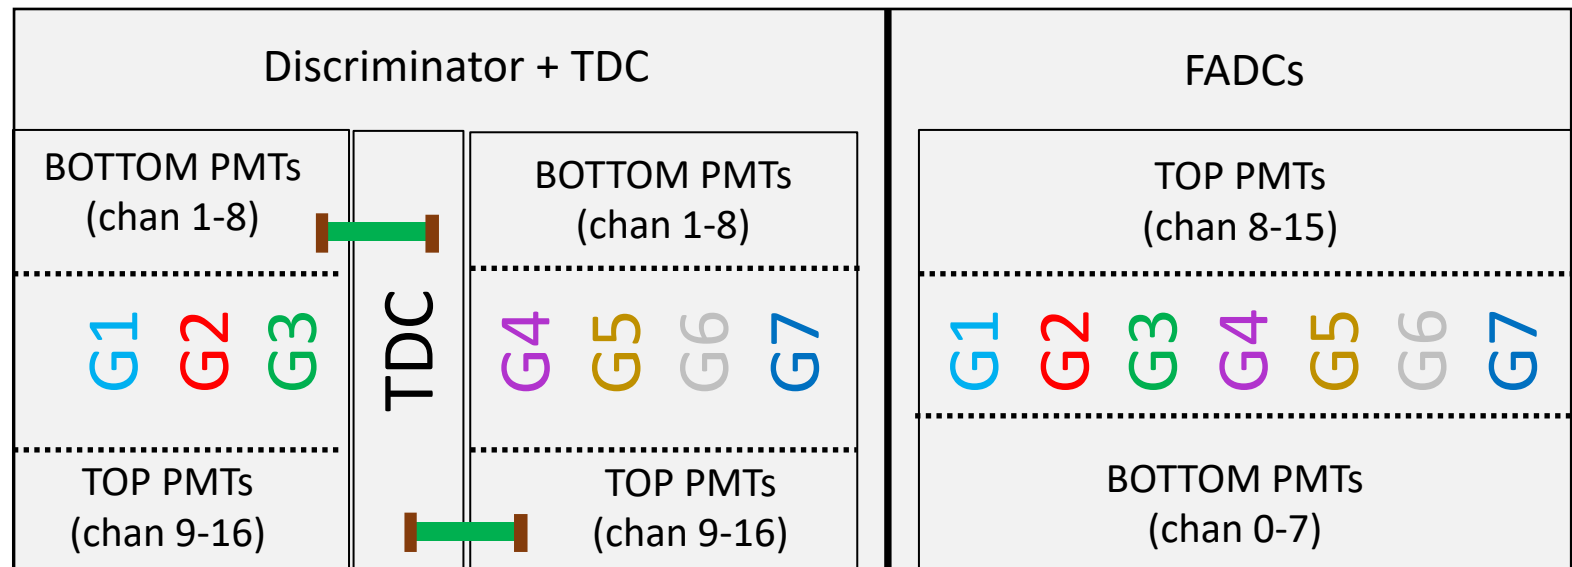 Discriminator + TDC
BOTTOM PMTs
(chan 1-8)
G1
G2
G3
TOP PMTs
(chan 9-16)
TDC
BOTTOM PMTs
(chan 1-8)
G4
G5
G6
G7
TOP PMTs
(chan 9-16)
FADCs
TOP PMTs
(chan 8-15)
G1
G2
G3
G4
G5
G6
G7
BOTTOM PMTs
(chan 0-7)